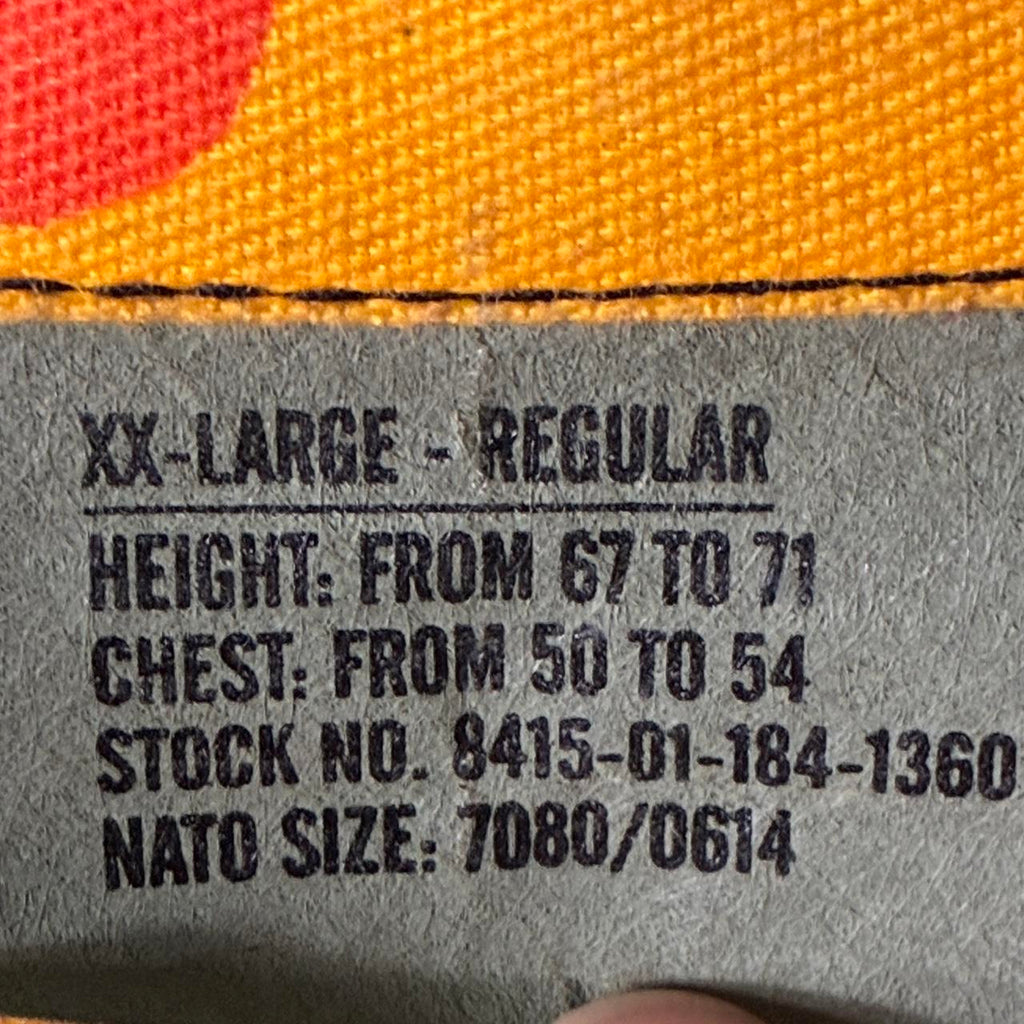 XX-LARGE - REGULAR
HEIGHT: FROM 67 TO 71
CHEST: FROM 50 TO 54
STOCK NO. 8415-01-184-1360
NATO SIZE: 7080/0614